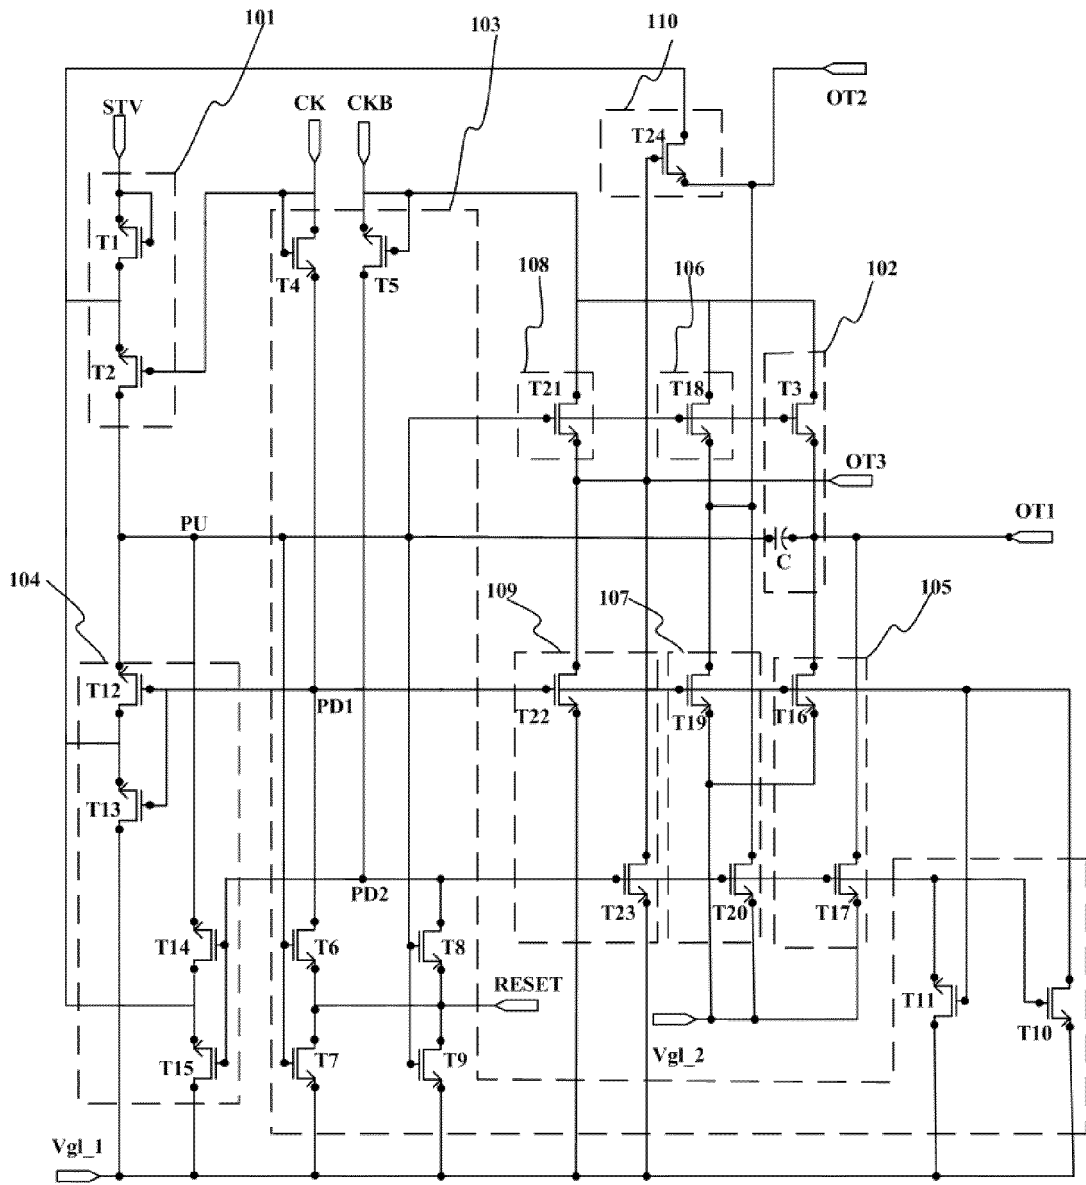 101
103
110
STV
CK
CKB
OT2
T24
T1
T4
T5
108
106
102
T2
T21
T18
T3
OT3
PU
OT1
C
104
109
107
105
T12
PD1
T22
T19
T16
T13
PD2
T23
T20
T17
T14
T6
T8
RESET
T11
T10
T15
T7
T9
Vgl_2
Vgl_1